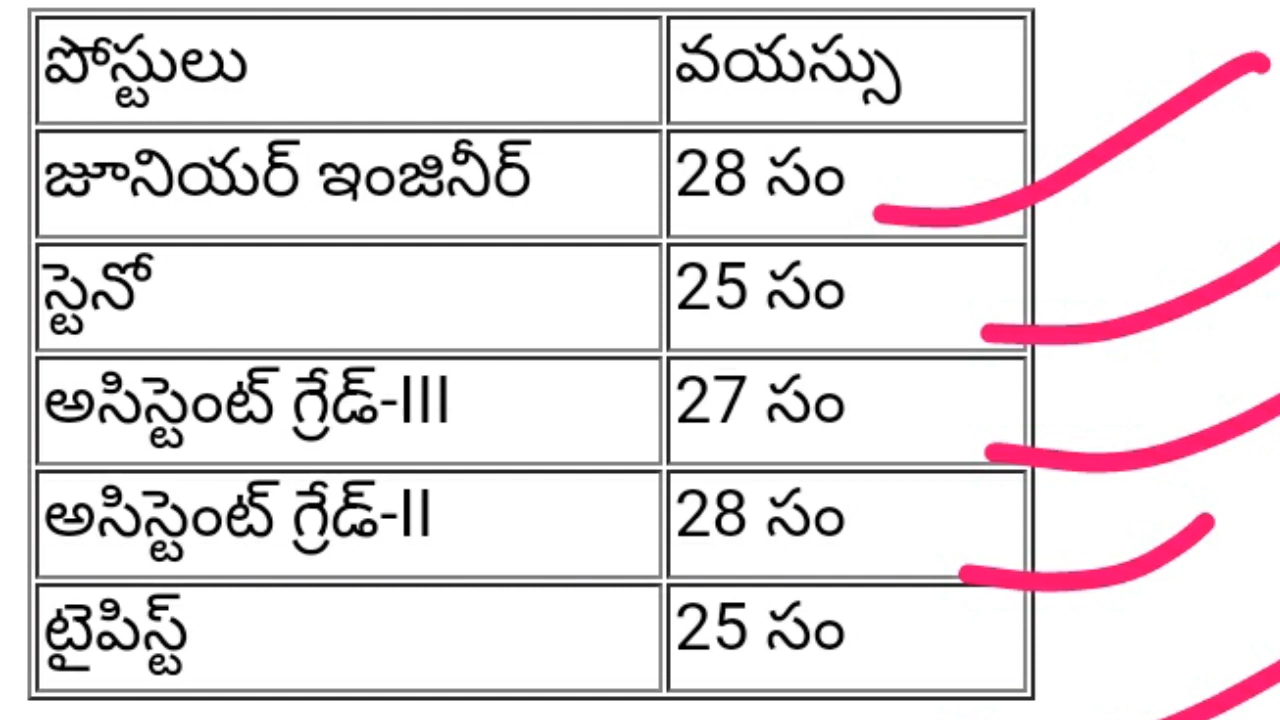 పోస్టులు వయస్సు
జూనియర్ ఇంజినీర్ 28 సం
స్టెనో 25 సం
అసిస్టెంట్ గ్రేడ్-III 27 సం
అసిస్టెంట్ గ్రేడ్-II 28 సం
టైపిస్ట్ 25 సం